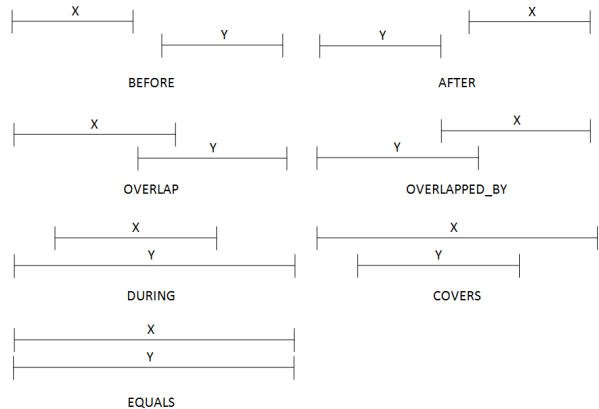 X
Y
BEFORE
X
Y
AFTER
X
Y
OVERLAP
X
Y
OVERLAPPED_BY
X
Y
DURING
X
Y
COVERS
X
Y
EQUALS